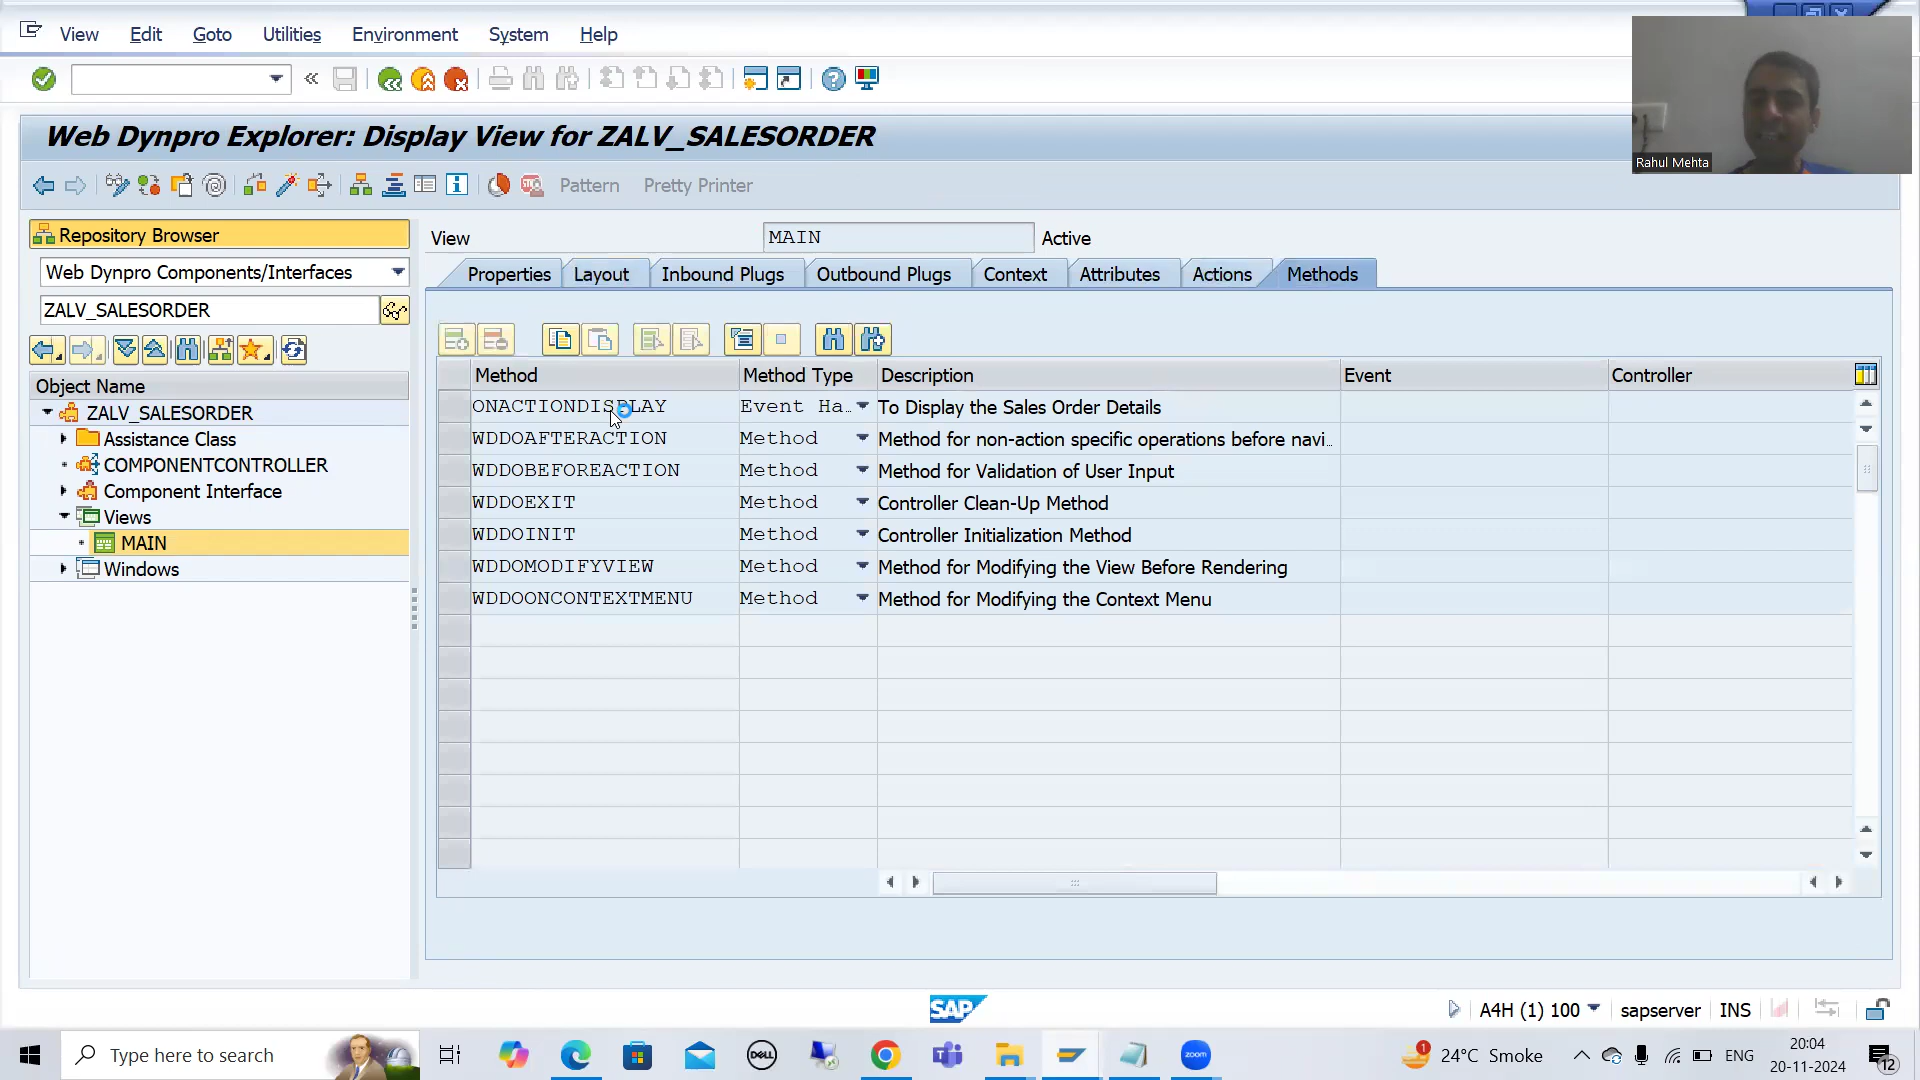 View Edit Goto Utilities Environment System Help
Web Dynpro Explorer: Display View for ZALV_SALESORDER
Rahul Mehta
Pattern Pretty Printer
Repository Browser
Web Dynpro Components/Interfaces
ZALV_SALESORDER
Object Name
ZALV_SALESORDER
Assistance Class
COMPONENTCONTROLLER
Component Interface
Views
MAIN
Windows
View MAIN Active
Properties Layout Inbound Plugs Outbound Plugs Context Attributes Actions Methods
Method Method Type Description Event Controller
ONACTIONDISPLAY Event Ha… To Display the Sales Order Details
WDDOAFTERACTION Method Method for non-action specific operations before navi…
WDDOBEFOREACTION Method Method for Validation of User Input
WDDOEXIT Method Controller Clean-Up Method
WDDOINIT Method Controller Initialization Method
WDDOMODIFYVIEW Method Method for Modifying the View Before Rendering
WDDOONCONTEXTMENU Method Method for Modifying the Context Menu
SAP
A4H (1) 100 sapserver INS
Type here to search
DELL
zoom
1
24°C Smoke
ENG
20:04
20-11-2024
12